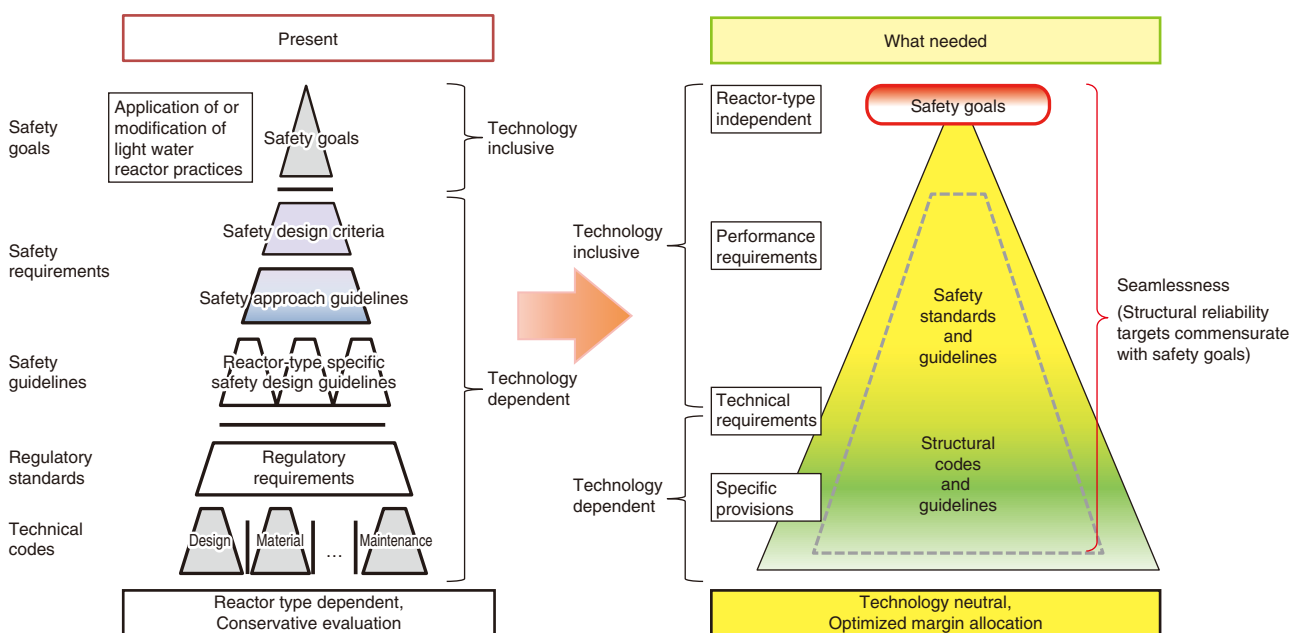 Present
What needed
Safety
goals
Application of or
modification of
light water
reactor practices
Safety goals
Technology
inclusive
Safety
requirements
Safety design criteria
Safety approach guidelines
Safety
guidelines
Reactor-type specific
safety design guidelines
Technology
dependent
Regulatory
standards
Regulatory
requirements
Technical
codes
Design
Material
...
Maintenance
Reactor type dependent,
Conservative evaluation
Technology
inclusive
Technology
dependent
Reactor-type
independent
Performance
requirements
Technical
requirements
Specific
provisions
Safety goals
Safety
standards
and
guidelines
Structural
codes
and
guidelines
Seamlessness
(Structural reliability
targets commensurate
with safety goals)
Technology neutral,
Optimized margin allocation